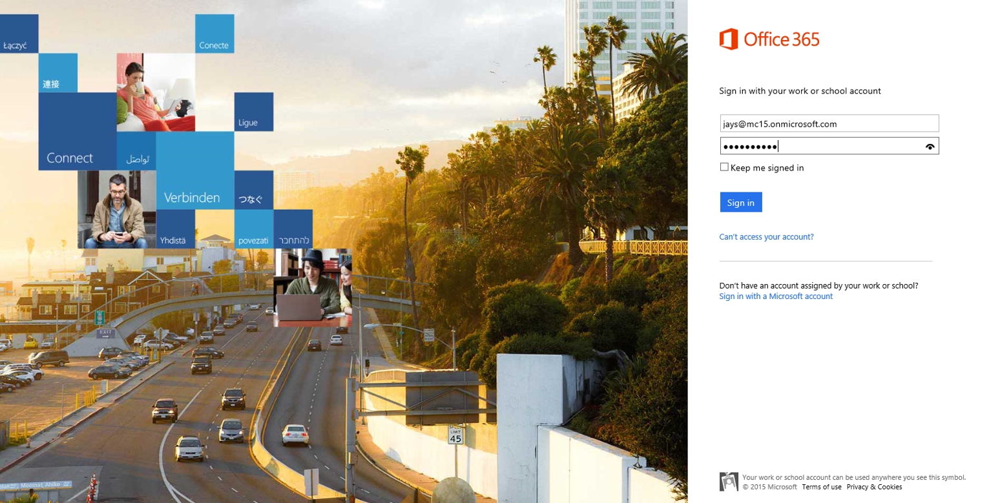 Łączyć
Conecte
連接
Ligue
Connect
تواصَل
Verbinden
つなぐ
Yhdistä
povezati
להתחבר
EXIT
SPEED
LIMIT
45
Office 365
Sign in with your work or school account
jays@mc15.onmicrosoft.com
Keep me signed in
Sign in
Can't access your account?
Don't have an account assigned by your work or school?
Sign in with a Microsoft account
Your work or school account can be used anywhere you see this symbol.
© 2015 Microsoft Terms of use Privacy & Cookies